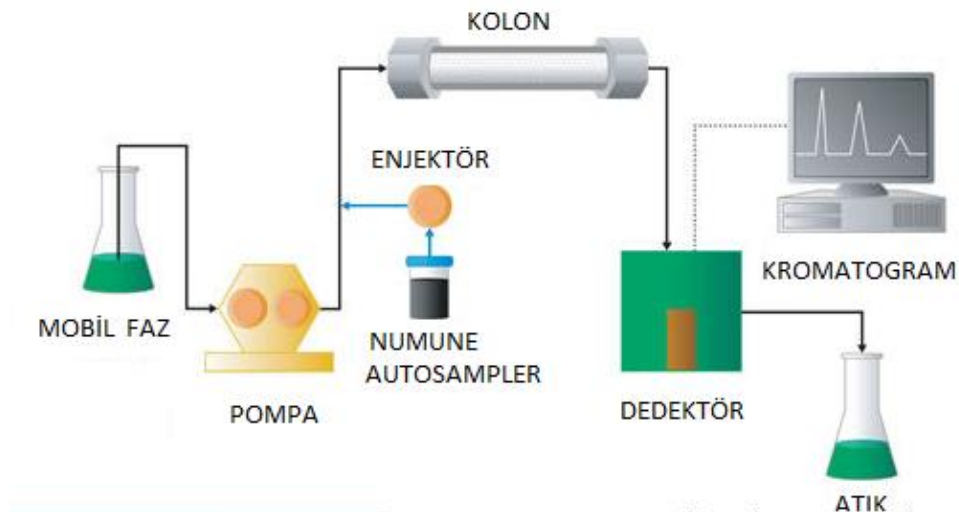 KOLON
ENJEKTÖR
MOBİL FAZ
NUMUNE
AUTOSAMPLER
POMPA
KROMATOGRAM
DEDEKTÖR
ATIK